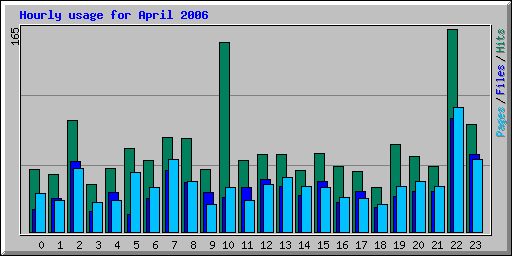 Hourly usage for April 2006
165
Pages / Files / Hits
0 1 2 3 4 5 6 7 8 9 10 11 12 13 14 15 16 17 18 19 20 21 22 23